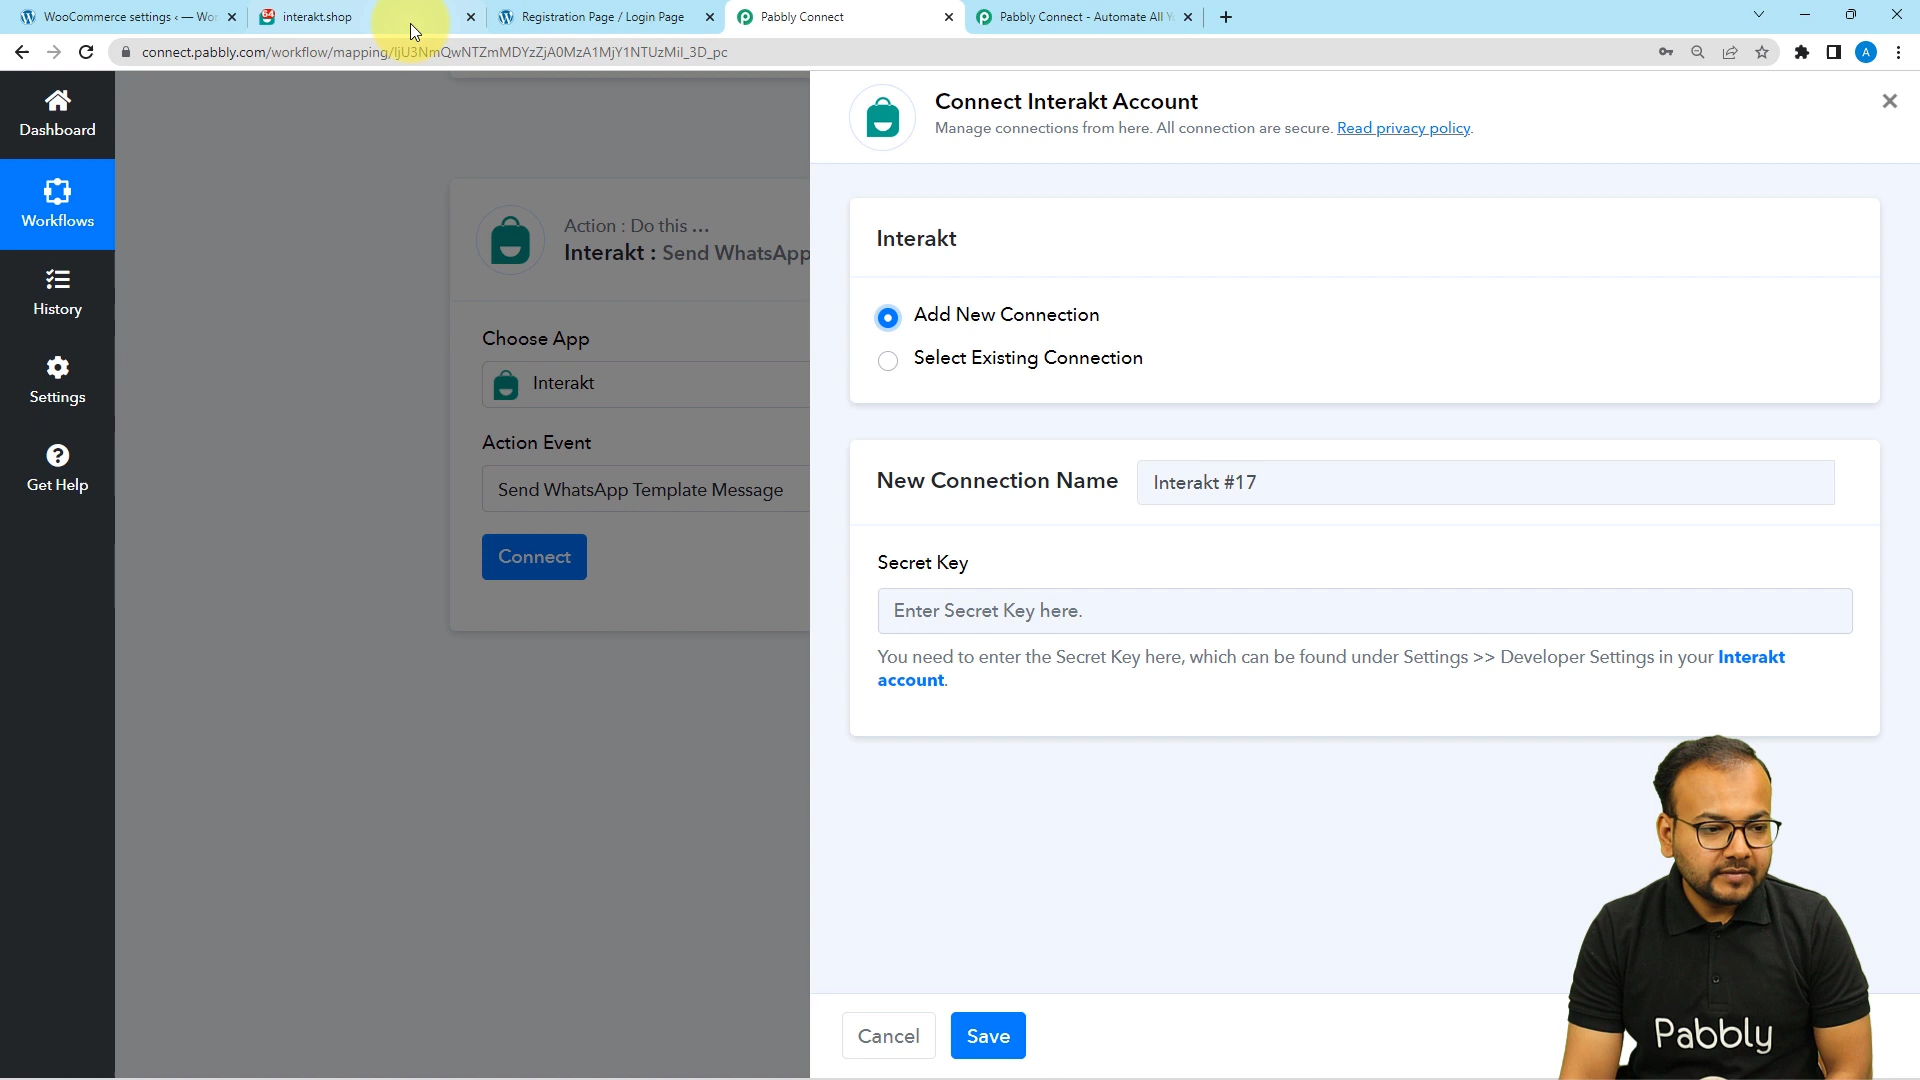 WooCommerce settings ‹ — Wor
64
interakt.shop
Registration Page / Login Page
Pabbly Connect
Pabbly Connect - Automate All Y
connect.pabbly.com/workflow/mapping/IjU3NmQwNTZmMDYzZjA0MzA1MjY1NTUzMiI_3D_pc
A
Dashboard
Workflows
History
Settings
Get Help
Action : Do this ...
Interakt : Send WhatsApp
Choose App
Interakt
Action Event
Send WhatsApp Template Message
Connect
Connect Interakt Account
Manage connections from here. All connection are secure. Read privacy policy.
Interakt
Add New Connection
Select Existing Connection
New Connection Name
Interakt #17
Secret Key
Enter Secret Key here.
You need to enter the Secret Key here, which can be found under Settings >> Developer Settings in your Interakt
account.
Cancel
Save
Pabbly